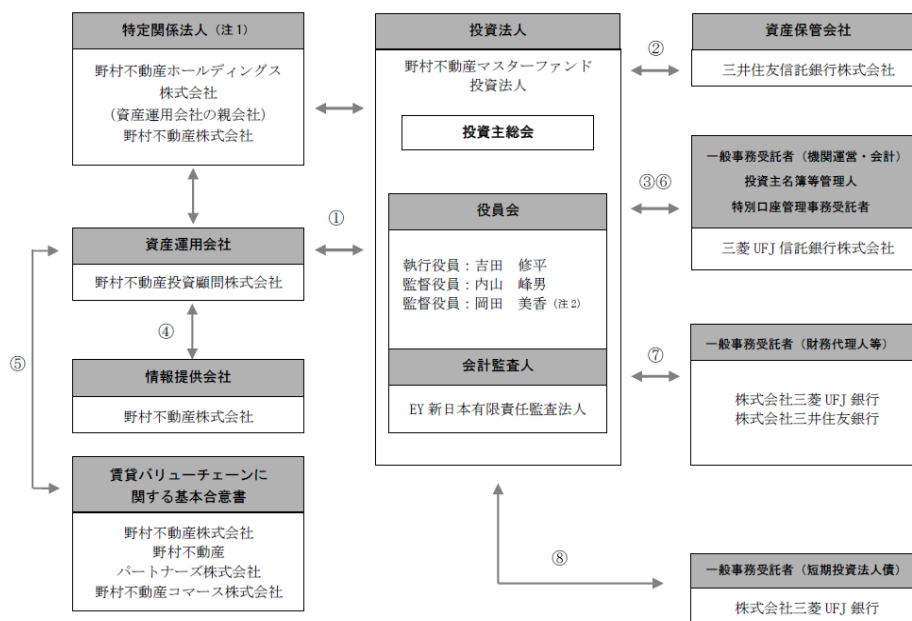 特定関係法人（注1）
野村不動産ホールディングス
株式会社
(資産運用会社の親会社)
野村不動産株式会社
資産運用会社
野村不動産投資顧問株式会社
④
⑤
情報提供会社
野村不動産株式会社
賃貸バリューチェーンに
関する基本合意書
野村不動産株式会社
野村不動産
パートナーズ株式会社
野村不動産コマース株式会社
①
投資法人
野村不動産マスターファンド
投資法人
投資主総会
役員会
執行役員：吉田　修平
監督役員：内山　峰男
監督役員：岡田　美香(注2)
会計監査人
EY新日本有限責任監査法人
②
資産保管会社
三井住友信託銀行株式会社
③⑥
一般事務受託者（機関運営・会計）
投資主名簿等管理人
特別口座管理事務受託者
三菱UFJ信託銀行株式会社
⑦
一般事務受託者（財務代理人等）
株式会社三菱UFJ銀行
株式会社三井住友銀行
⑧
一般事務受託者（短期投資法人債）
株式会社三菱UFJ銀行